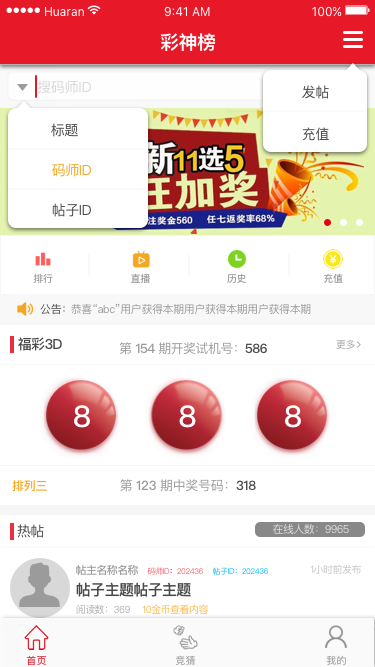 Huaran 9:41 AM 100%
彩神榜
搜码师ID
发帖
充值
标题
码师ID
帖子ID
新11选5
狂加奖
注奖金560 任七返奖率68%
排行 直播 历史 充值
公告：恭喜“abc”用户获得本期用户获得本期用户获得本期
福彩3D 第 154 期开奖试机号：586 更多
8 8 8
排列三 第 123 期中奖号码：318
热帖 在线人数：9965
帖主名称名称 码师ID：202436 帖子ID：202436 1小时前发布
帖子主题帖子主题
阅读数：369 10金币查看内容
首页 竞猜 我的